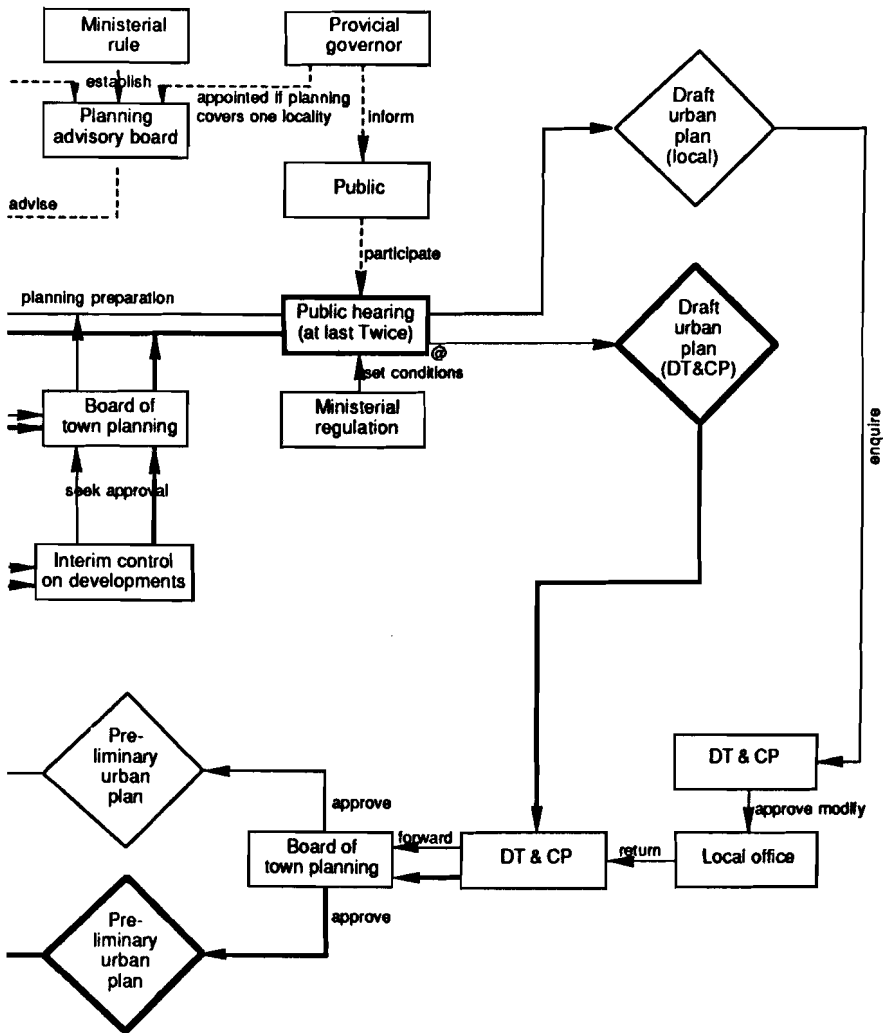 Ministerial
rule
Provicial
governor
establish
appointed if planning
covers one locality
inform
Planning
advisory board
Draft
urban
plan
(local)
Public
advise
participate
planning preparation
Public hearing
(at last Twice)
@
set conditions
Draft
urban
plan
(DT&CP)
Board of
town planning
Ministerial
regulation
enquire
seek approval
Interim control
on developments
Pre-
liminary
urban
plan
DT & CP
approve modify
approve
forward
Board of
town planning
DT & CP
return
Local office
approve
Pre-
liminary
urban
plan